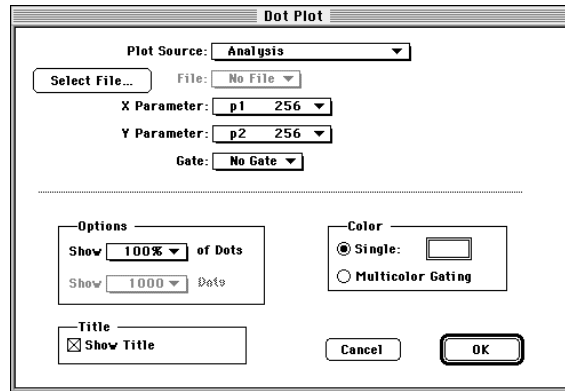 Dot Plot
Plot Source: Analysis
Select File... File: No File
X Parameter: p1 256
Y Parameter: p2 256
Gate: No Gate
Options
Show 100% of Dots
Show 1000 Dots
Color
Single:
Multicolor Gating
Title
Show Title
Cancel OK